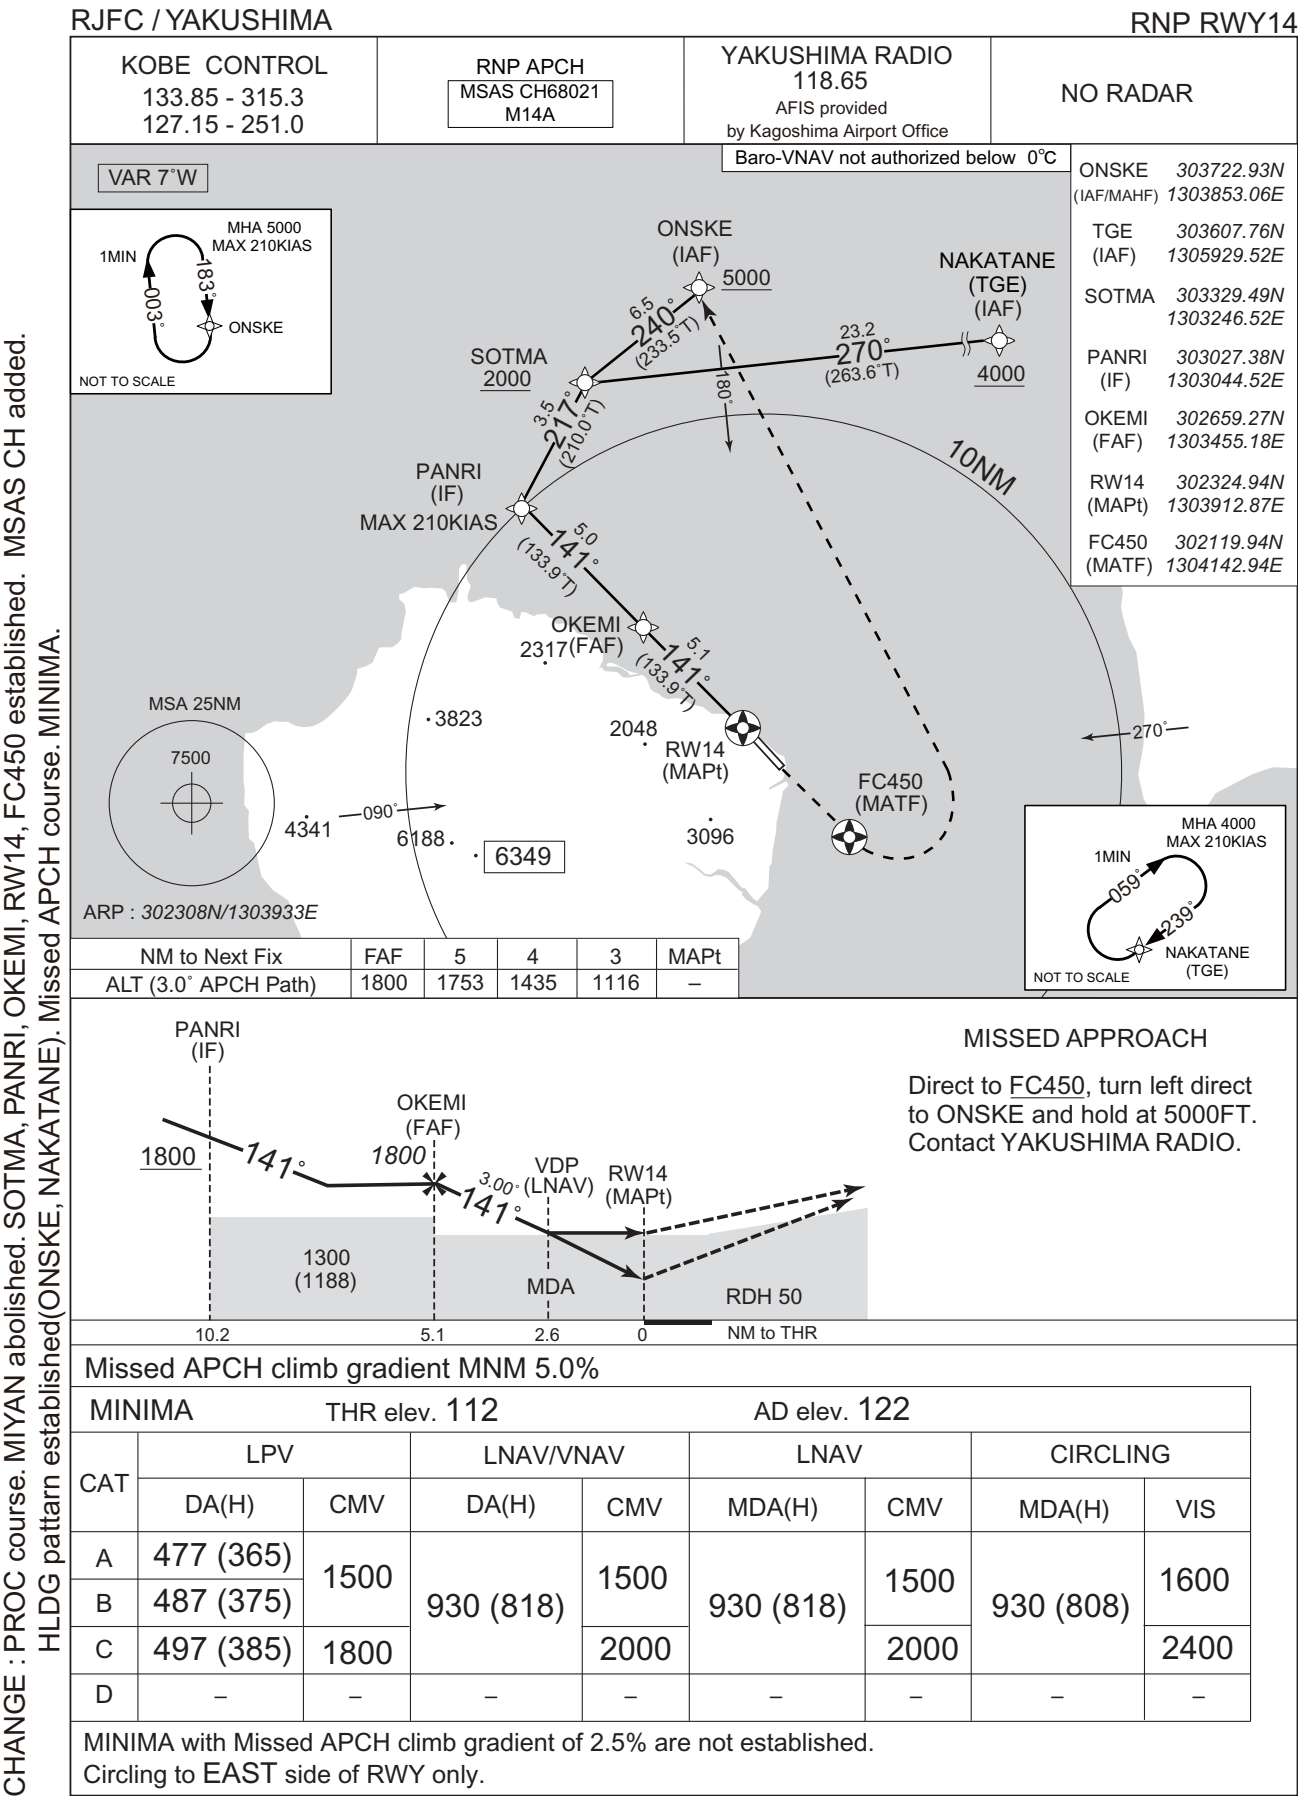 RJFC / YAKUSHIMA
RNP RWY14
KOBE CONTROL
133.85 - 315.3
127.15 - 251.0
RNP APCH
MSAS CH68021
M14A
YAKUSHIMA RADIO
118.65
AFIS provided
by Kagoshima Airport Office
NO RADAR
Baro-VNAV not authorized below 0°C
VAR 7°W
MHA 5000
MAX 210KIAS
1MIN
183°
003°
ONSKE
NOT TO SCALE
ONSKE 303722.93N
(IAF/MAHF) 1303853.06E
TGE 303607.76N
(IAF) 1305929.52E
SOTMA 303329.49N
1303246.52E
PANRI 303027.38N
(IF) 1303044.52E
OKEMI 302659.27N
(FAF) 1303455.18E
RW14 302324.94N
(MAPt) 1303912.87E
FC450 302119.94N
(MATF) 1304142.94E
ONSKE
(IAF)
5000
NAKATANE
(TGE)
(IAF)
4000
6.5
240°
(233.5°T)
23.2
270°
(263.6°T)
SOTMA
2000
180°
3.5
217°
(210.0°T)
10NM
PANRI
(IF)
MAX 210KIAS
5.0
141°
(133.9°T)
OKEMI
(FAF)
2317
5.1
141°
(133.9°T)
MSA 25NM
7500
3823
2048
RW14
(MAPt)
270°
FC450
(MATF)
4341
090°
6188
6349
3096
ARP : 302308N/1303933E
MHA 4000
MAX 210KIAS
1MIN
059°
239°
NAKATANE
(TGE)
NOT TO SCALE
NM to Next Fix FAF 5 4 3 MAPt
ALT (3.0° APCH Path) 1800 1753 1435 1116 –
PANRI
(IF)
OKEMI
(FAF)
1800
141°
1800
3.00°
141°
VDP
(LNAV)
RW14
(MAPt)
1300
(1188)
MDA
RDH 50
10.2 5.1 2.6 0 NM to THR
MISSED APPROACH
Direct to FC450, turn left direct
to ONSKE and hold at 5000FT.
Contact YAKUSHIMA RADIO.
Missed APCH climb gradient MNM 5.0%
MINIMA THR elev. 112 AD elev. 122
CAT LPV LNAV/VNAV LNAV CIRCLING
DA(H) CMV DA(H) CMV MDA(H) CMV MDA(H) VIS
A 477 (365) 1500 930 (818) 1500 930 (818) 1500 930 (808) 1600
B 487 (375)
C 497 (385) 1800 2000 2000 2400
D – – – – – – – –
MINIMA with Missed APCH climb gradient of 2.5% are not established.
Circling to EAST side of RWY only.
CHANGE : PROC course. MIYAN abolished. SOTMA, PANRI, OKEMI, RW14, FC450 established. MSAS CH added.
HLDG pattarn established(ONSKE, NAKATANE). Missed APCH course. MINIMA.